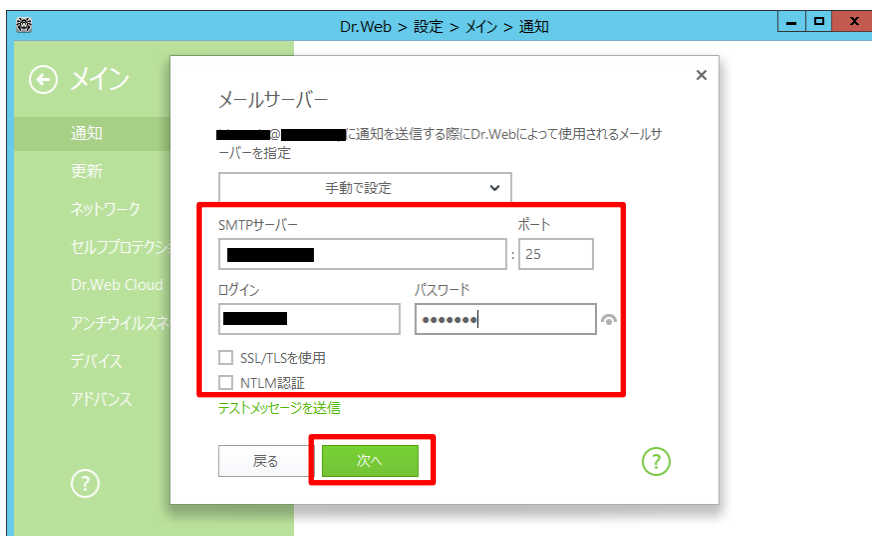 Dr.Web > 設定 > メイン > 通知
メイン
通知
更新
ネットワーク
セルフプロテクショ
Dr.Web Cloud
アンチウイルスネ
デバイス
アドバンス
?
メールサーバー
@に通知を送信する際にDr.Webによって使用されるメールサ
ーバーを指定
手動で設定
SMTPサーバー ポート
: 25
ログイン パスワード
•••••••
SSL/TLSを使用
NTLM認証
テストメッセージを送信
戻る 次へ ?